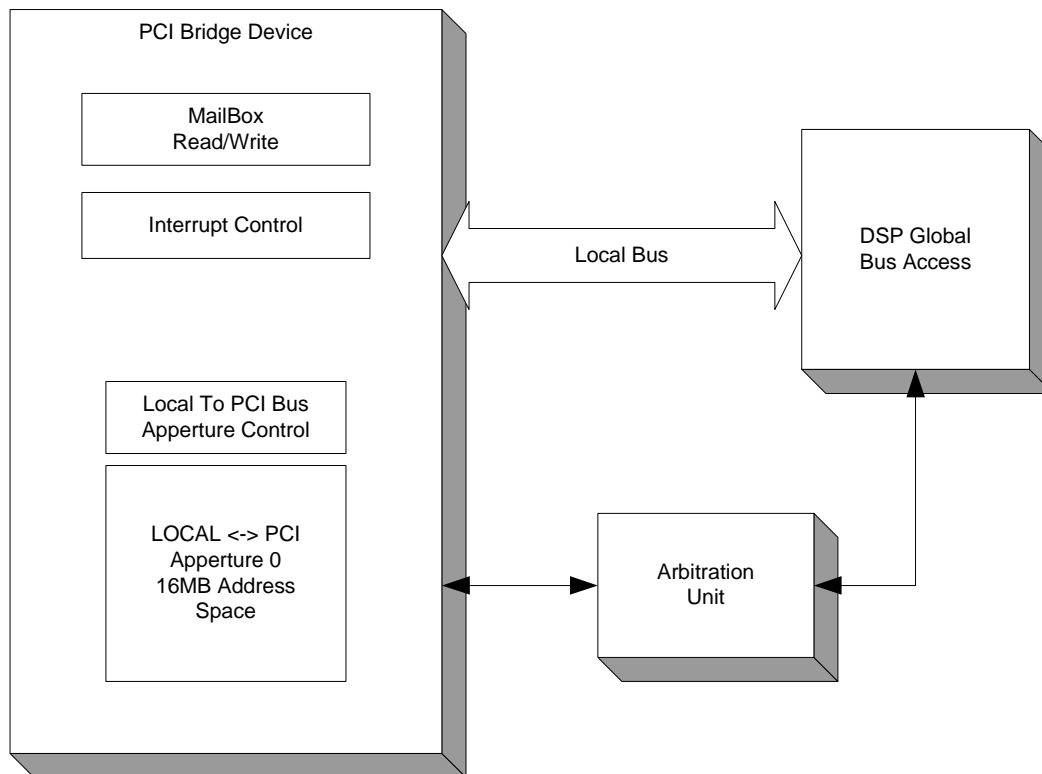 PCI Bridge Device
MailBox
Read/Write
Interrupt Control
Local Bus
DSP Global
Bus Access
Local To PCI Bus
Apperture Control
LOCAL <-> PCI
Apperture 0
16MB Address
Space
Arbitration
Unit